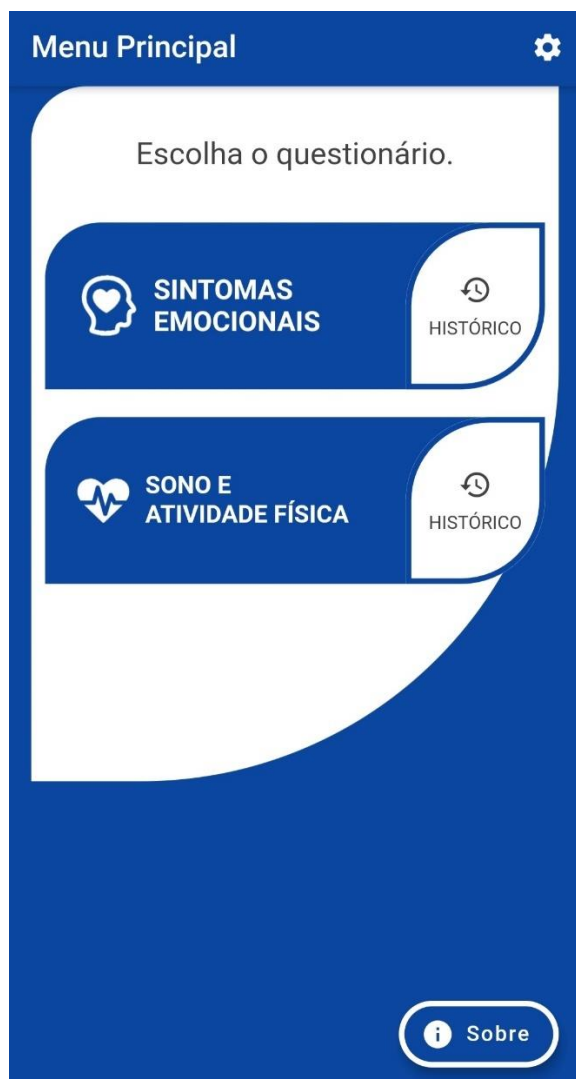 Menu Principal
Escolha o questionário.
SINTOMAS
EMOCIONAIS
HISTÓRICO
SONO E
ATIVIDADE FÍSICA
HISTÓRICO
Sobre